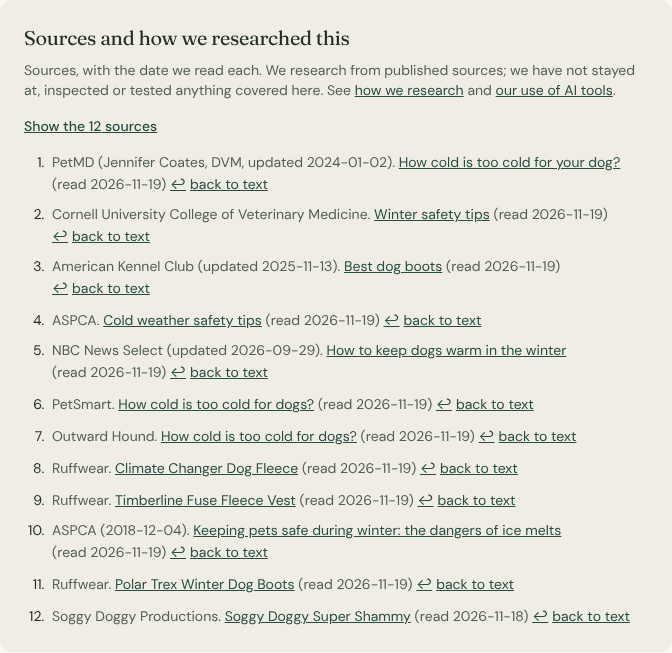 Sources and how we researched this
Sources, with the date we read each. We research from published sources; we have not stayed
at, inspected or tested anything covered here. See how we research and our use of AI tools.
Show the 12 sources
1. PetMD (Jennifer Coates, DVM, updated 2024-01-02). How cold is too cold for your dog?
(read 2026-11-19) ↩ back to text
2. Cornell University College of Veterinary Medicine. Winter safety tips (read 2026-11-19)
↩ back to text
3. American Kennel Club (updated 2025-11-13). Best dog boots (read 2026-11-19)
↩ back to text
4. ASPCA. Cold weather safety tips (read 2026-11-19) ↩ back to text
5. NBC News Select (updated 2026-09-29). How to keep dogs warm in the winter
(read 2026-11-19) ↩ back to text
6. PetSmart. How cold is too cold for dogs? (read 2026-11-19) ↩ back to text
7. Outward Hound. How cold is too cold for dogs? (read 2026-11-19) ↩ back to text
8. Ruffwear. Climate Changer Dog Fleece (read 2026-11-19) ↩ back to text
9. Ruffwear. Timberline Fuse Fleece Vest (read 2026-11-19) ↩ back to text
10. ASPCA (2018-12-04). Keeping pets safe during winter: the dangers of ice melts
(read 2026-11-19) ↩ back to text
11. Ruffwear. Polar Trex Winter Dog Boots (read 2026-11-19) ↩ back to text
12. Soggy Doggy Productions. Soggy Doggy Super Shammy (read 2026-11-18) ↩ back to text